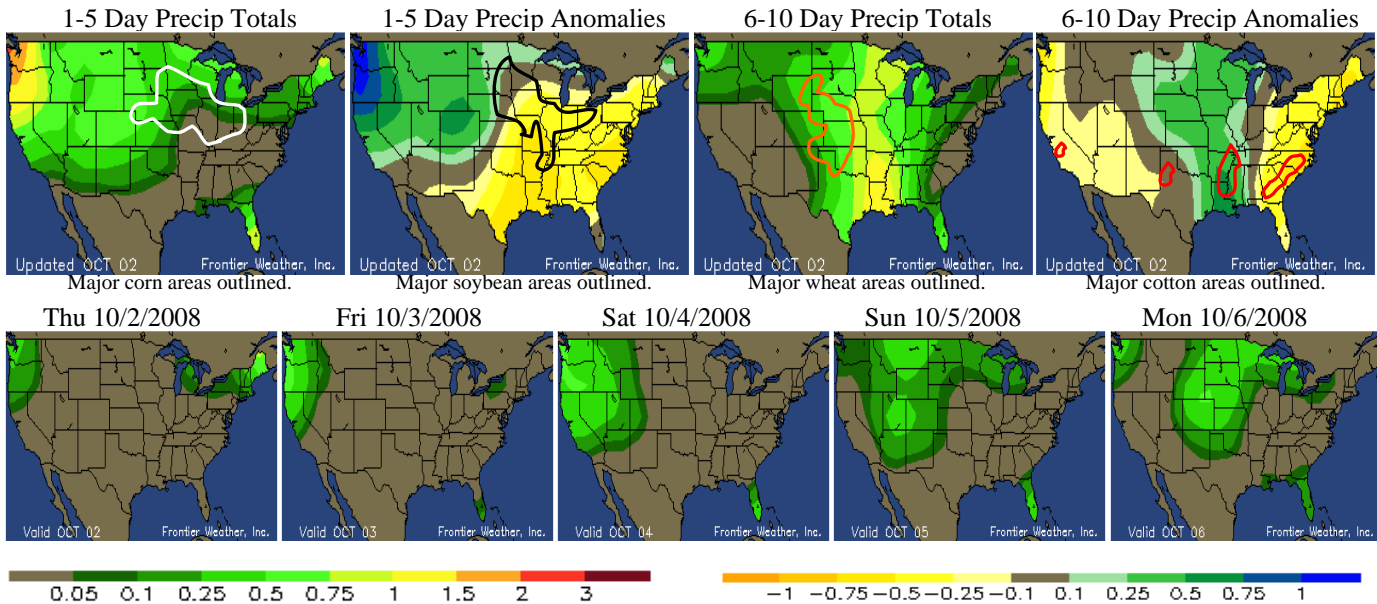 1-5 Day Precip Totals
1-5 Day Precip Anomalies
6-10 Day Precip Totals
6-10 Day Precip Anomalies
Updated OCT 02 Frontier Weather, Inc.
Updated OCT 02 Frontier Weather, Inc.
Updated OCT 02 Frontier Weather, Inc.
Updated OCT 02 Frontier Weather, Inc.
Major corn areas outlined.
Major soybean areas outlined.
Major wheat areas outlined.
Major cotton areas outlined.
Thu 10/2/2008
Fri 10/3/2008
Sat 10/4/2008
Sun 10/5/2008
Mon 10/6/2008
Valid OCT 02 Frontier Weather, Inc.
Valid OCT 03 Frontier Weather, Inc.
Valid OCT 04 Frontier Weather, Inc.
Valid OCT 05 Frontier Weather, Inc.
Valid OCT 06 Frontier Weather, Inc.
0.05 0.1 0.25 0.5 0.75 1 1.5 2 3
-1 -0.75 -0.5 -0.25 -0.1 0.1 0.25 0.5 0.75 1